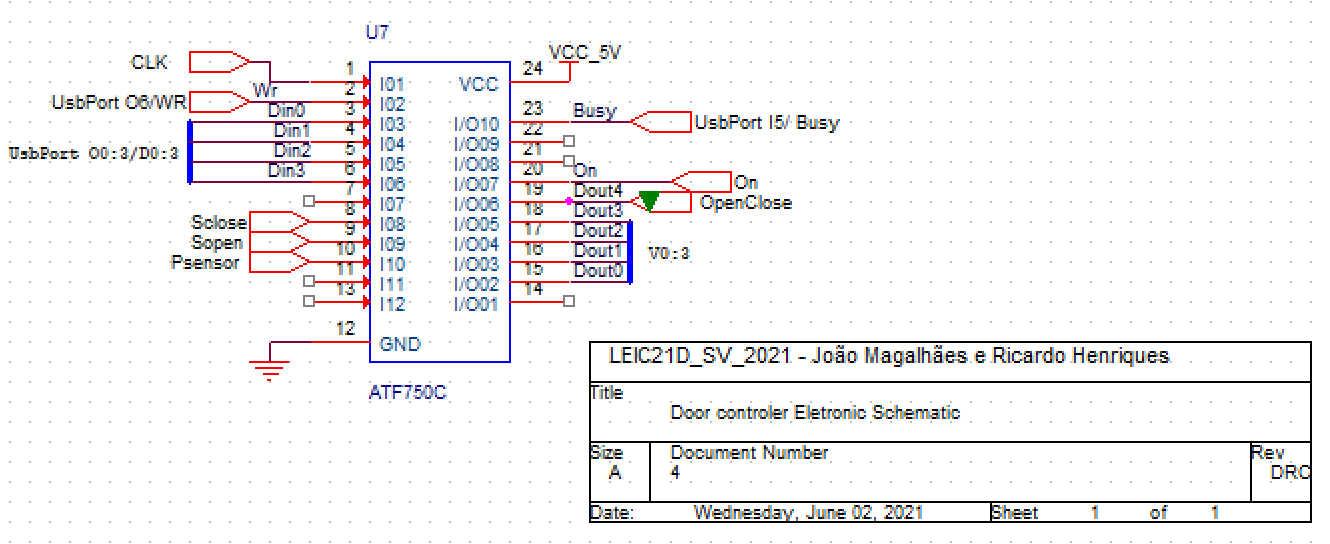 U7
VCC_5V
CLK
1
24
I01
VCC
Wr
2
UsbPort O6/WR
I02
Din0
3
23
Busy
I03
I/O10
UsbPort I5/ Busy
Din1
4
22
I04
I/O09
UsbPort O0:3/D0:3
Din2
5
21
I05
I/O08
Din3
6
20
On
I06
I/O07
On
7
19
Dout4
I07
I/O06
OpenClose
8
18
Dout3
Sclose
I08
I/O05
9
17
Dout2
Sopen
I09
I/O04
10
16
Dout1
V0:3
Psensor
I10
I/O03
11
15
Dout0
I11
I/O02
13
14
I12
I/O01
12
GND
ATF750C
LEIC21D_SV_2021 - João Magalhães e Ricardo Henriques
Title
Door controler Eletronic Schematic
Size
Document Number
Rev
A
4
DRC
Date:
Wednesday, June 02, 2021
Sheet
1
of
1